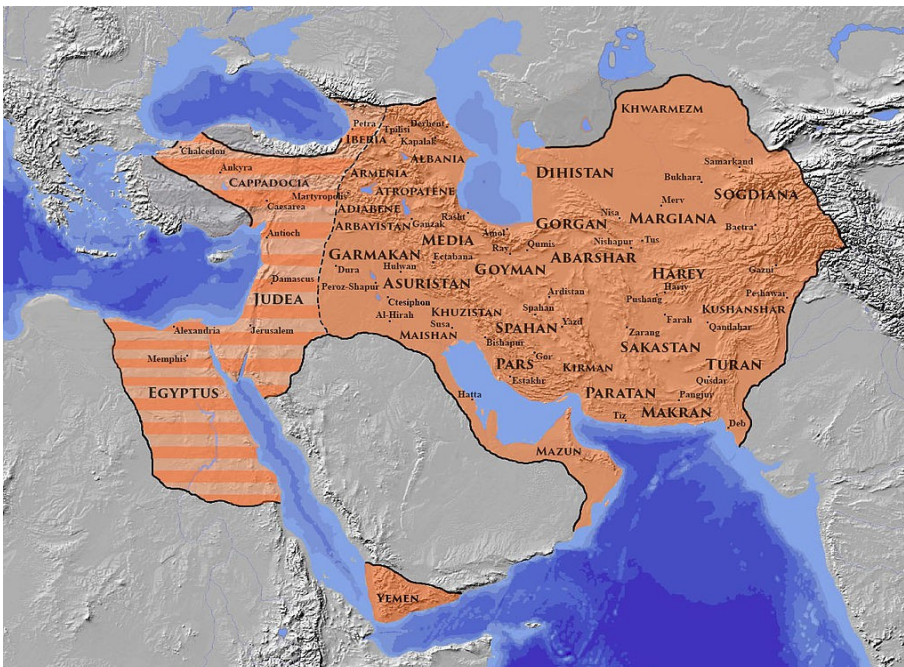 KHWARMEZM
Petra
Tpilisi
Derbent
IBERIA
Kapalak
Chalcedon
ALBANIA
Samarkand
Ankyra
ARMENIA
DIHISTAN
Bukhara
CAPPADOCIA
ATROPATENE
SOGDIANA
Martyropolis
Merv
Caesarea
ADIABENE
Rasht
Nisa
MARGIANA
ARBAYISTAN
Ganzak
GORGAN
Baetra
Antioch
Amol
MEDIA
Qumis
Nishapur
Tus
Ray
GARMAKAN
Ectabana
ABARSHAR
Hulwan
GOYMAN
Dura
HAREY
Gazni
Damascus
ASURISTAN
Hariv
Peroz-Shapur
Ardistan
Peshawar
JUDEA
Ctesiphon
Pushang
Spahan
KUSHANSHAR
KHUZISTAN
Al-Hirah
Farah
Yazd
Susa
SPAHAN
Qandahar
Alexandria
Jerusalem
MAISHAN
Zarang
Bishapur
SAKASTAN
Memphis
Gor
PARS
KIRMAN
TURAN
Estakhr
Qusdar
EGYPTUS
Hatta
PARATAN
Pangjur
MAKRAN
Tiz
Deb
MAZUN
YEMEN